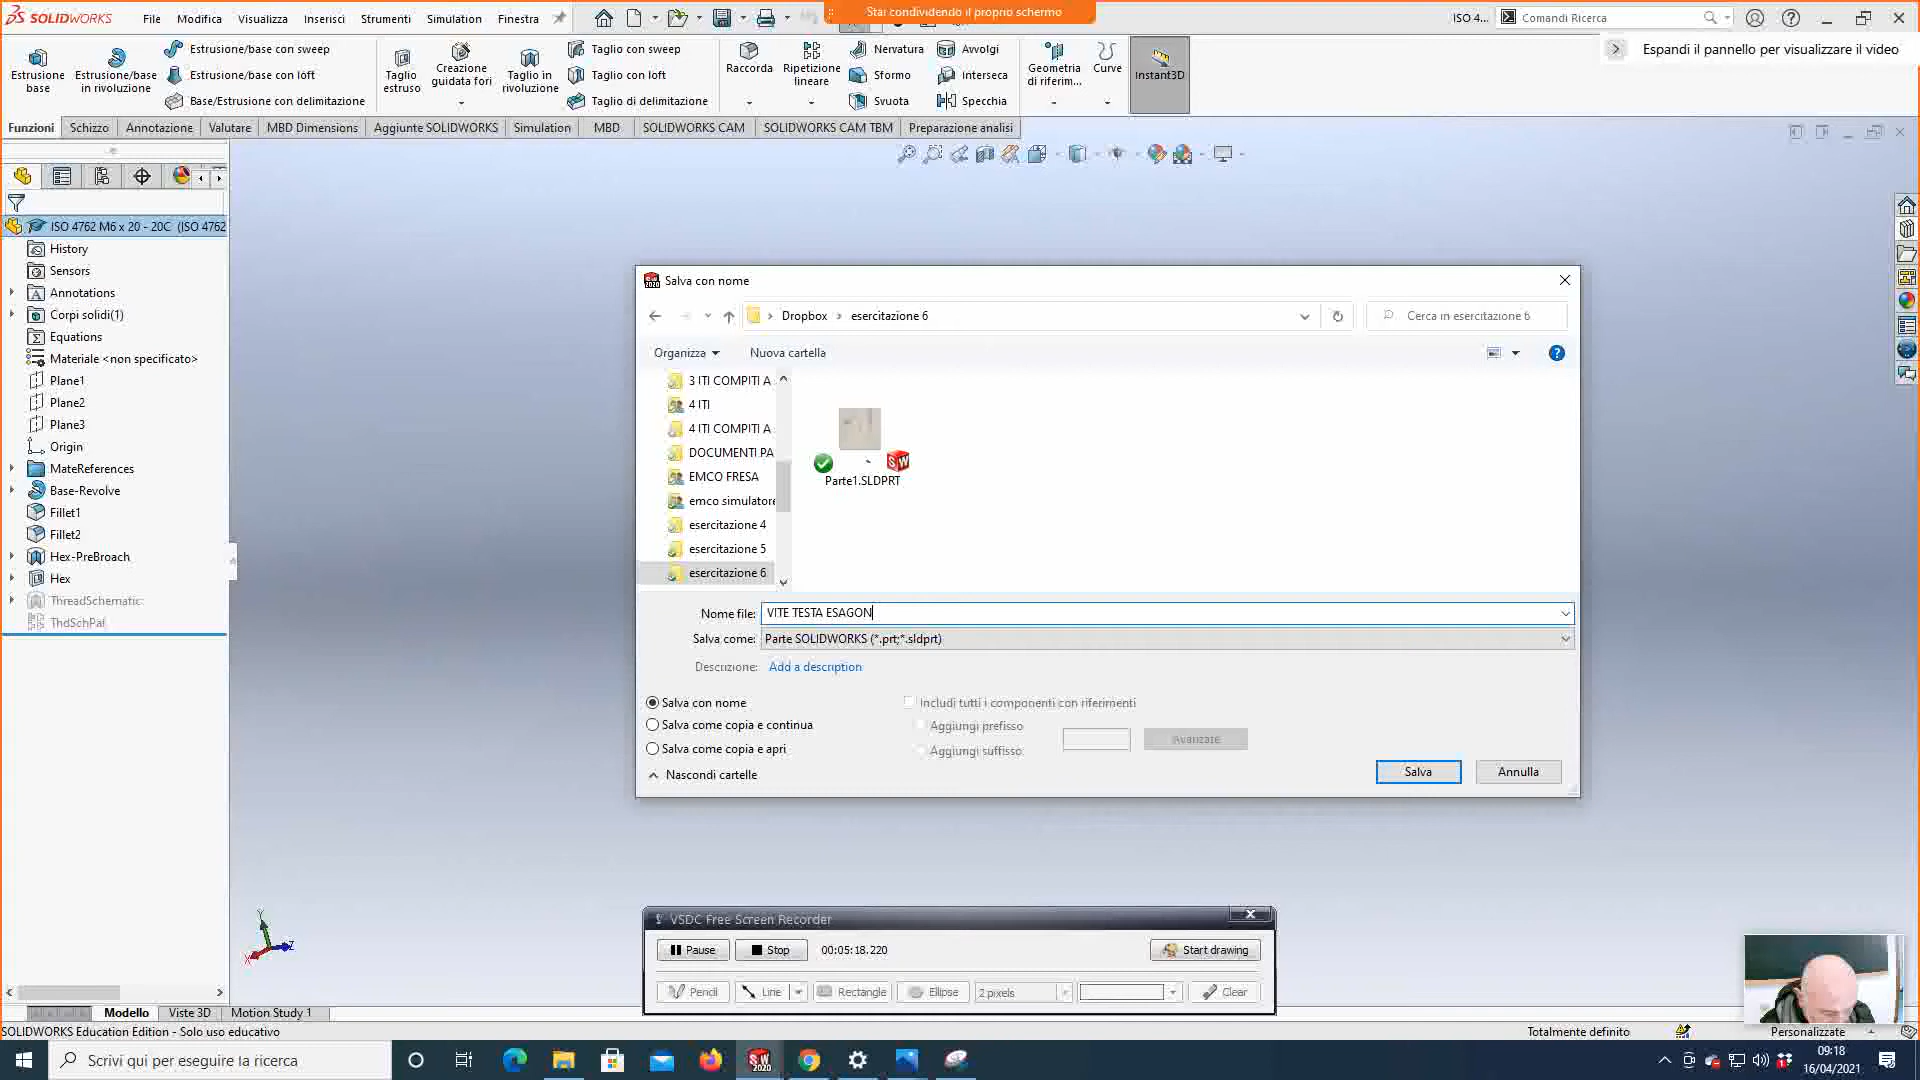 SOLIDWORKS File Modifica Visualizza Inserisci Strumenti Simulation Finestra
Stai condividendo il proprio schermo
ISO 4... Comandi Ricerca
Espandi il pannello per visualizzare il video
Estrusione base
Estrusione/base in rivoluzione
Estrusione/base con sweep
Estrusione/base con loft
Base/Estrusione con delimitazione
Taglio estruso
Creazione guidata fori
Taglio in rivoluzione
Taglio con sweep
Taglio con loft
Taglio di delimitazione
Raccorda
Ripetizione lineare
Nervatura
Sformo
Svuota
Avvolgi
Interseca
Specchia
Geometria di riferim...
Curve
Instant3D
Funzioni Schizzo Annotazione Valutare MBD Dimensions Aggiunte SOLIDWORKS Simulation MBD SOLIDWORKS CAM SOLIDWORKS CAM TBM Preparazione analisi
ISO 4762 M6 x 20 - 20C (ISO 4762
History
Sensors
Annotations
Corpi solidi(1)
Equations
Materiale <non specificato>
Plane1
Plane2
Plane3
Origin
MateReferences
Base-Revolve
Fillet1
Fillet2
Hex-PreBroach
Hex
ThreadSchematic
ThdSchPat
Salva con nome
Dropbox esercitazione 6
Cerca in esercitazione 6
Organizza Nuova cartella
3 ITI COMPITI A
4 ITI
4 ITI COMPITI A
DOCUMENTI PA
EMCO FRESA
emco simulatore
esercitazione 4
esercitazione 5
esercitazione 6
Parte1.SLDPRT
Nome file: VITE TESTA ESAGON
Salva come: Parte SOLIDWORKS (*.prt;*.sldprt)
Descrizione: Add a description
Salva con nome
Salva come copia e continua
Salva come copia e apri
Includi tutti i componenti con riferimenti
Aggiungi prefisso
Aggiungi suffisso
Avanzate
Nascondi cartelle
Salva Annulla
VSDC Free Screen Recorder
Pause Stop 00:05:18.220 Start drawing
Pencil Line Rectangle Ellipse 2 pixels Clear
Y
Z
X
Modello Viste 3D Motion Study 1
SOLIDWORKS Education Edition - Solo uso educativo
Totalmente definito
Personalizzate
Scrivi qui per eseguire la ricerca
09:18
16/04/2021